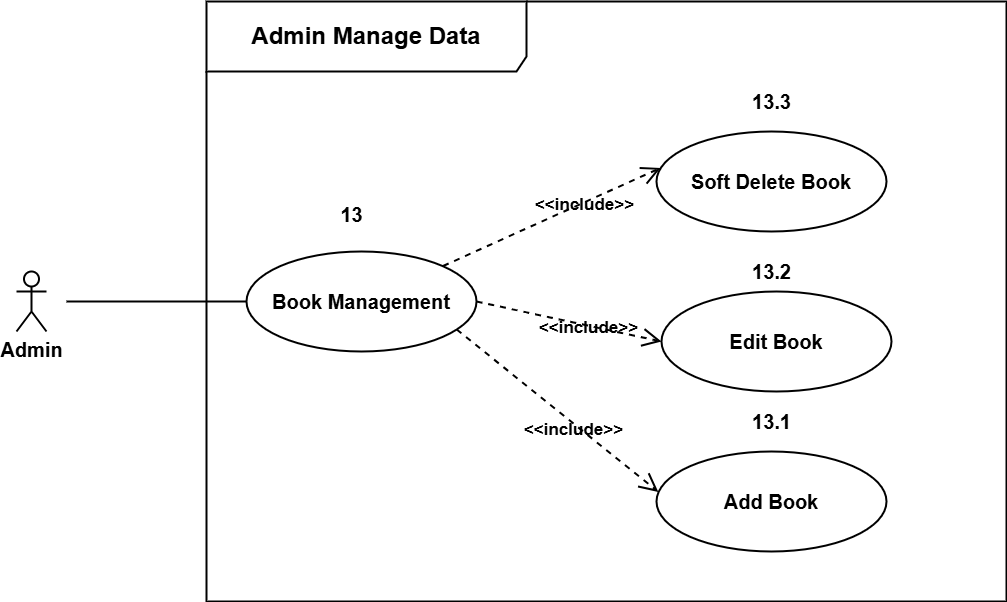 Admin Manage Data
13.3
Soft Delete Book
<<include>>
13
13.2
Book Management
<<include>>
Edit Book
Admin
13.1
<<include>>
Add Book